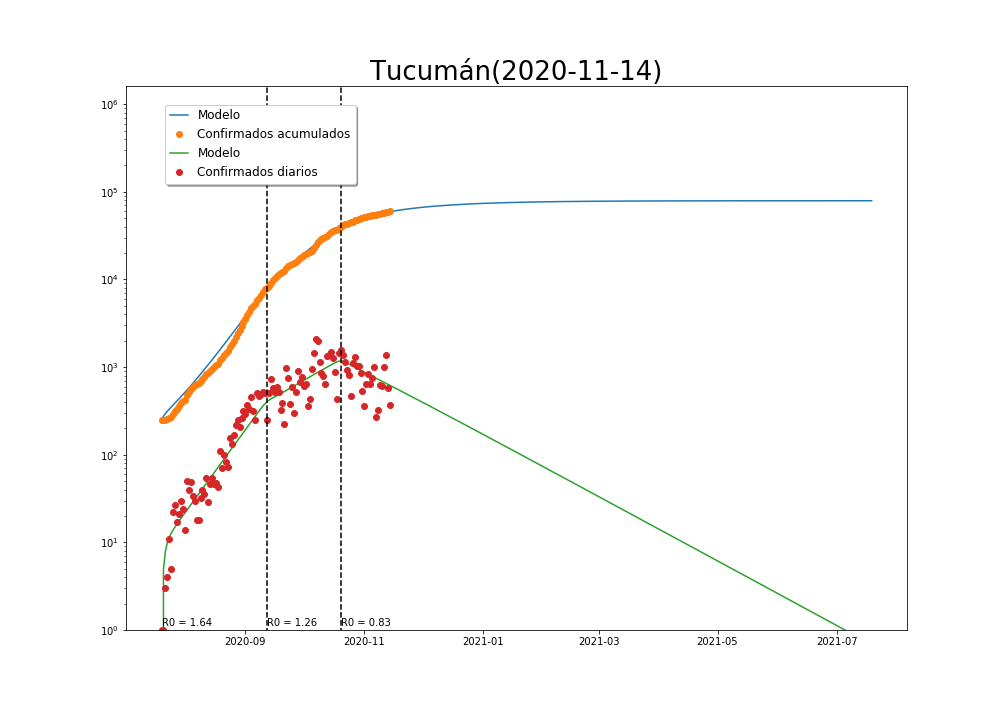 Tucumán(2020-11-14)
Modelo
Confirmados acumulados
Modelo
Confirmados diarios
10⁶
10⁵
10⁴
10³
10²
10¹
10⁰
R0 = 1.64 R0 = 1.26 R0 = 0.83
2020-09 2020-11 2021-01 2021-03 2021-05 2021-07